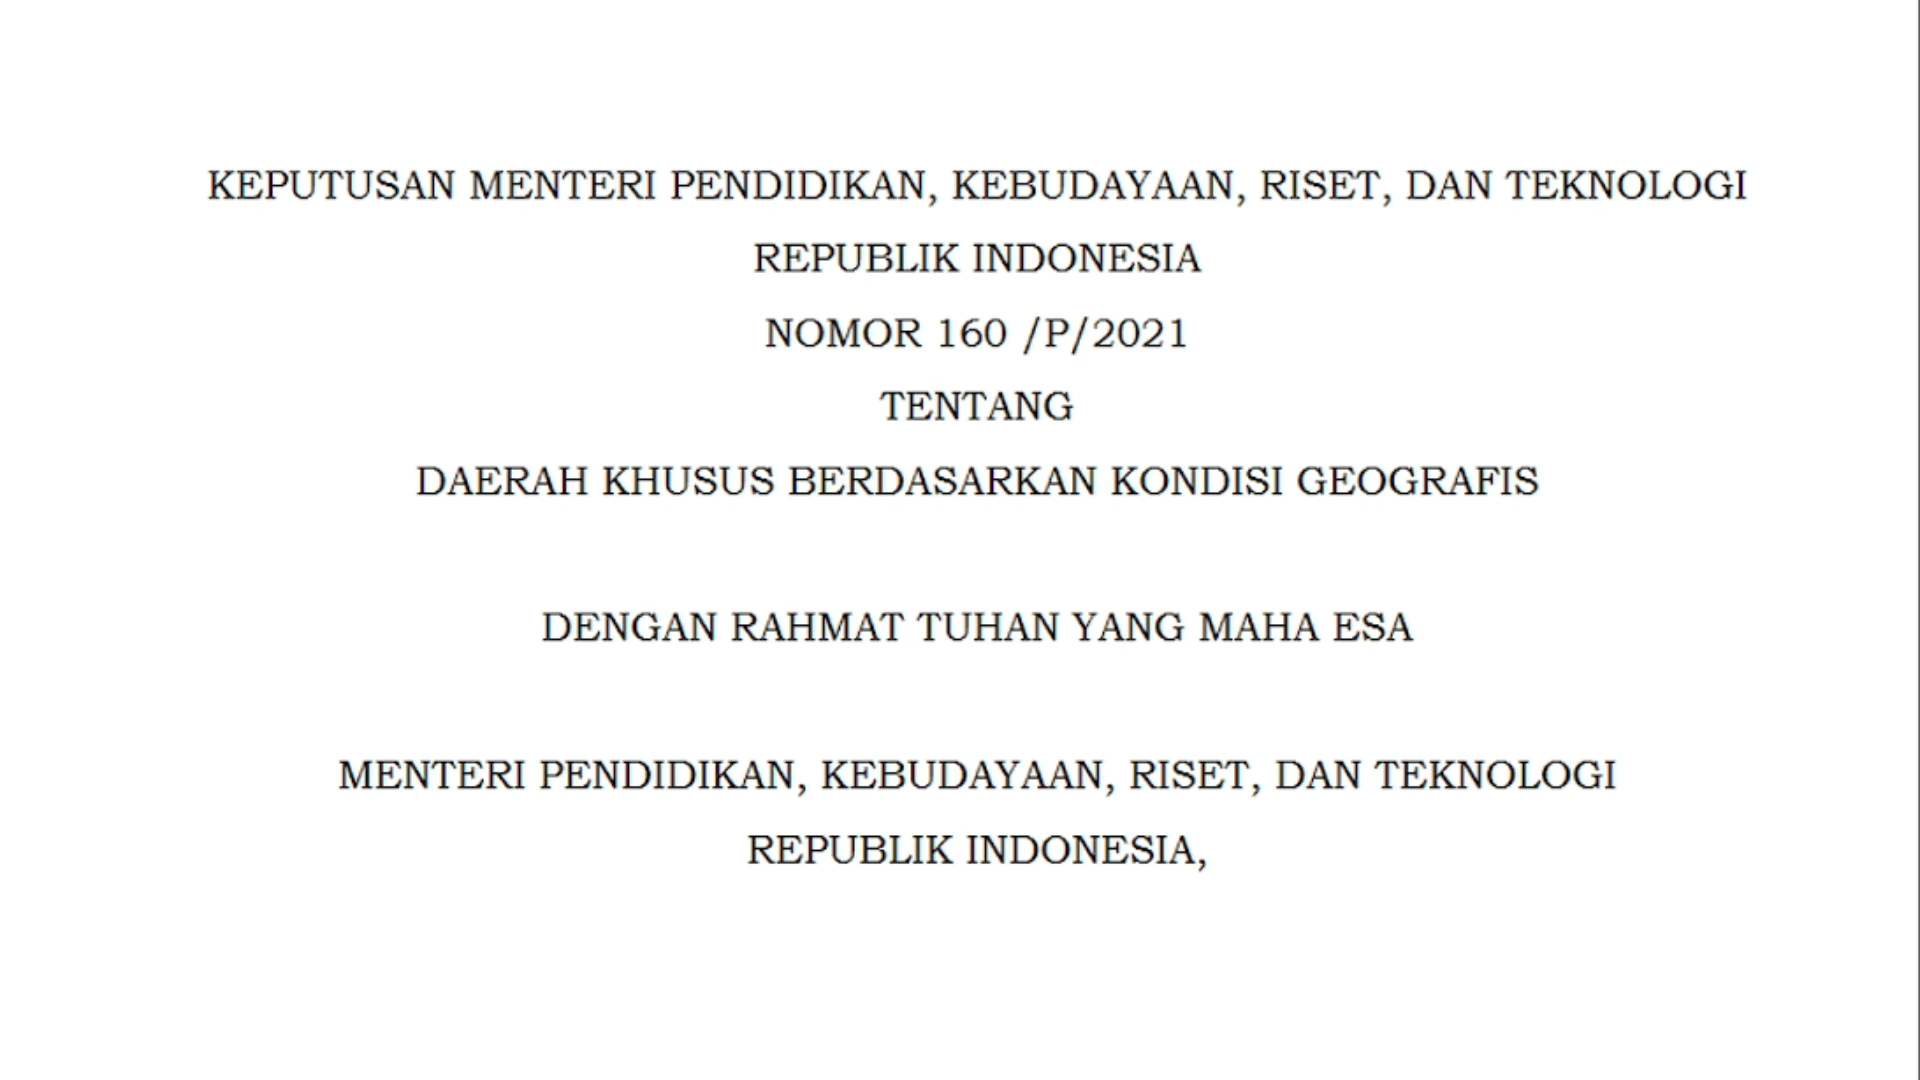 KEPUTUSAN MENTERI PENDIDIKAN, KEBUDAYAAN, RISET, DAN TEKNOLOGI
REPUBLIK INDONESIA
NOMOR 160 /P/2021
TENTANG
DAERAH KHUSUS BERDASARKAN KONDISI GEOGRAFIS
DENGAN RAHMAT TUHAN YANG MAHA ESA
MENTERI PENDIDIKAN, KEBUDAYAAN, RISET, DAN TEKNOLOGI
REPUBLIK INDONESIA,